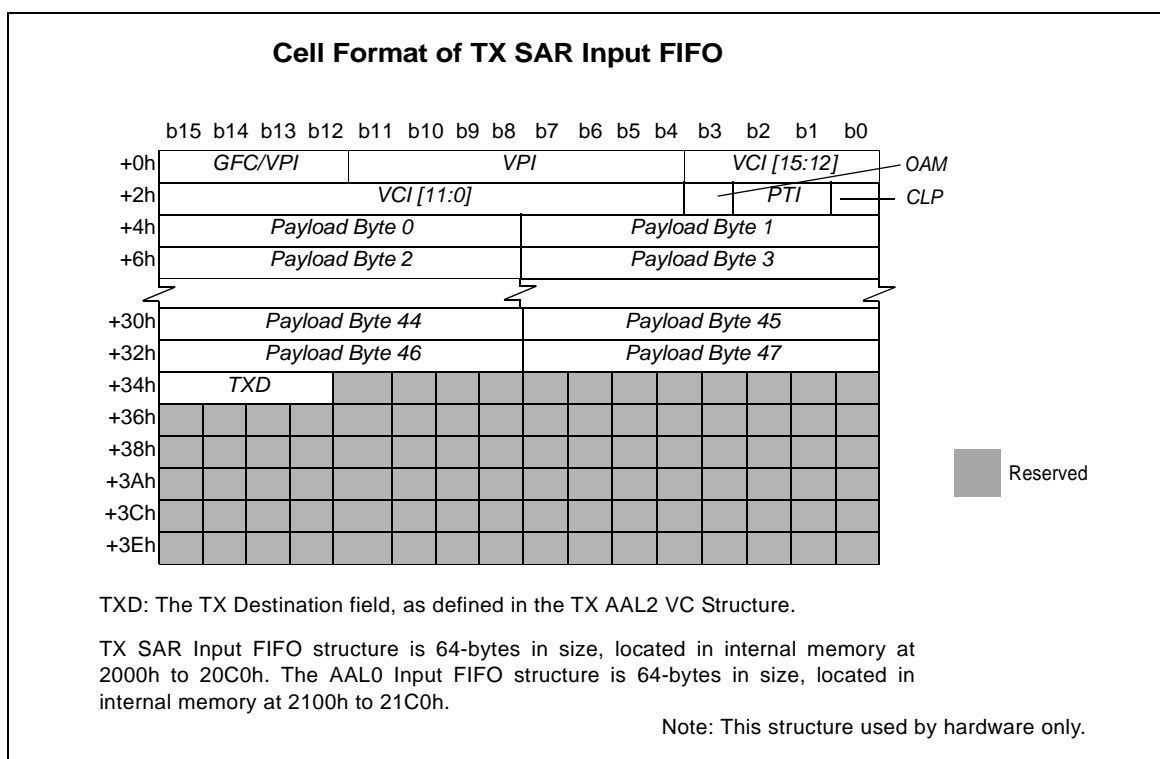 Cell Format of TX SAR Input FIFO
b15 b14 b13 b12 b11 b10 b9 b8 b7 b6 b5 b4 b3 b2 b1 b0
+0h GFC/VPI VPI VCI [15:12] OAM
+2h VCI [11:0] PTI CLP
+4h Payload Byte 0 Payload Byte 1
+6h Payload Byte 2 Payload Byte 3
+30h Payload Byte 44 Payload Byte 45
+32h Payload Byte 46 Payload Byte 47
+34h TXD
+36h
+38h
+3Ah
+3Ch
+3Eh
Reserved
TXD: The TX Destination field, as defined in the TX AAL2 VC Structure.
TX SAR Input FIFO structure is 64-bytes in size, located in internal memory at
2000h to 20C0h. The AAL0 Input FIFO structure is 64-bytes in size, located in
internal memory at 2100h to 21C0h.
Note: This structure used by hardware only.